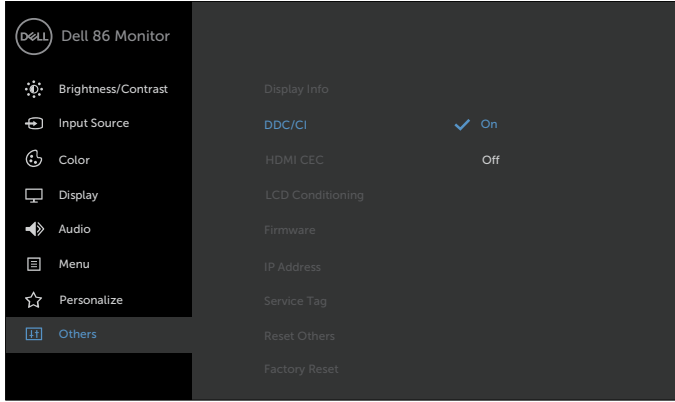 DELL Dell 86 Monitor
Brightness/Contrast Display Info
Input Source DDC/CI On
Color HDMI CEC Off
Display LCD Conditioning
Audio Firmware
Menu IP Address
Personalize Service Tag
Others Reset Others
Factory Reset